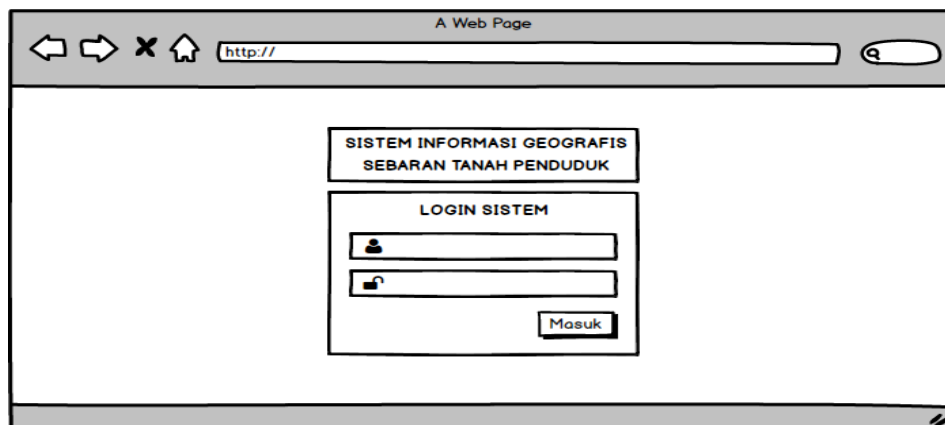 A Web Page
http://
SISTEM INFORMASI GEOGRAFIS
SEBARAN TANAH PENDUDUK
LOGIN SISTEM
Masuk